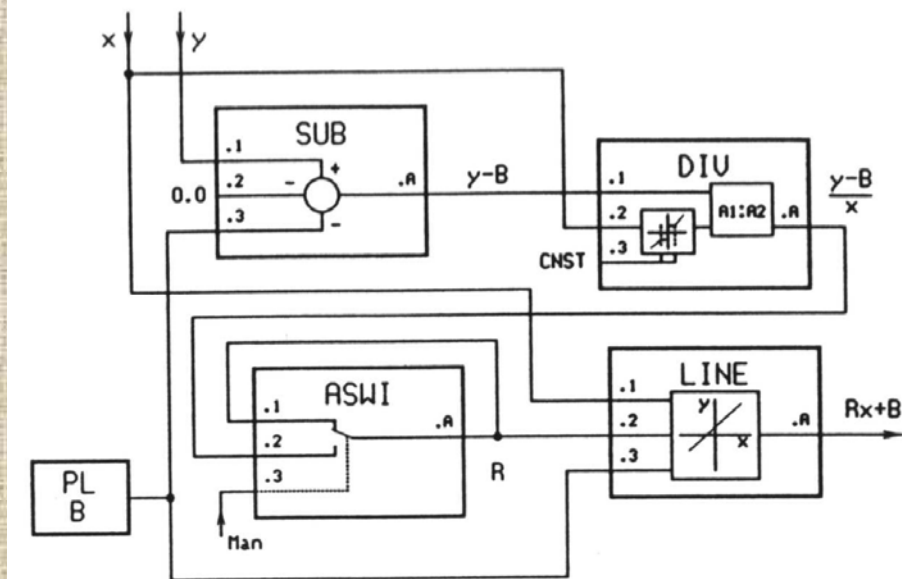 x
y
SUB
.1
+
.2
-
.A
0.0
.3
-
y-B
DIV
.1
.2
A1:A2
.A
.3
CNST
y-B
x
ASWI
.1
.2
.A
.3
R
Man
LINE
.1
y
.2
x
.A
.3
Rx+B
PL
B